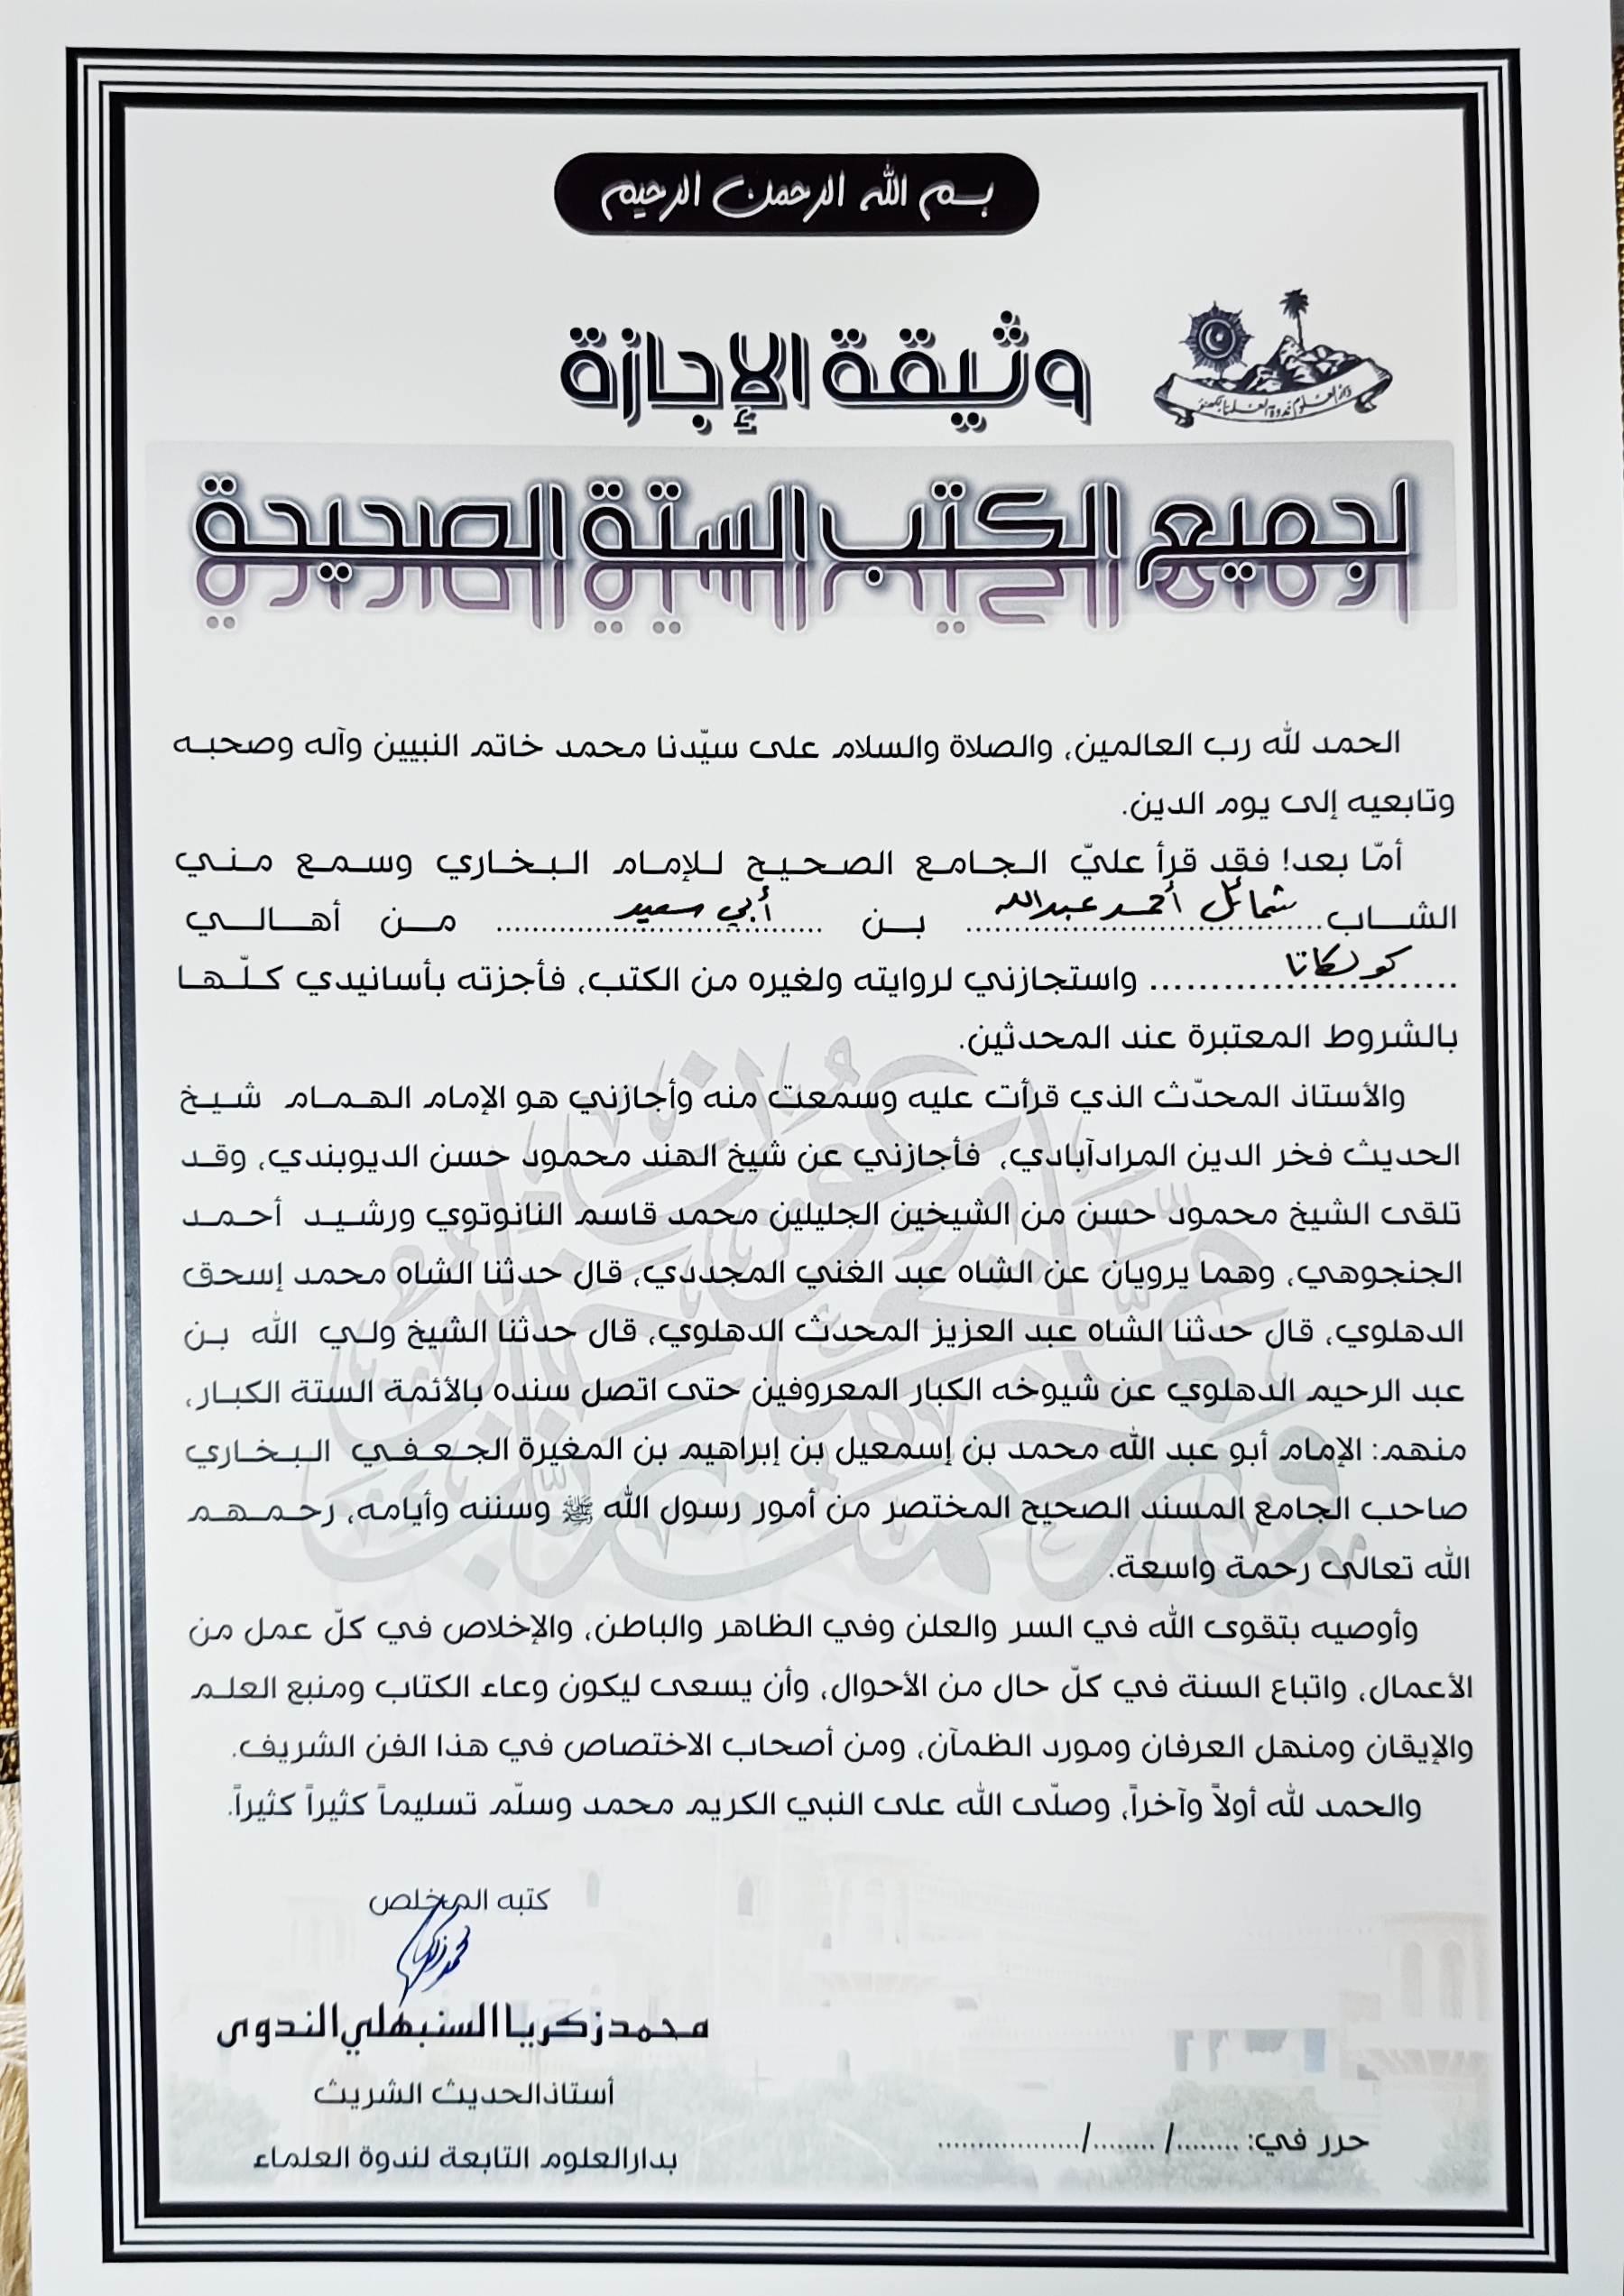 بسم الله الرحمن الرحيم
وثيقة الإجازة
دار العلوم ندوة العلماء لكهنؤ
لجميع الكتب الستة الصحيحة
الحمد لله رب العالمين، والصلاة والسلام على سيّدنا محمد خاتم النبيين وآله وصحبه
وتابعيه إلى يوم الدين.
أمّا بعد! فقد قرأ عليّ الجامع الصحيح للإمام البخاري وسمع مني
الشاب شمائل أحمد عبدالله بن أبي سعيد من أهالي
كولكاتا واستجازني لروايته ولغيره من الكتب، فأجزته بأسانيدي كلّها
بالشروط المعتبرة عند المحدثين.
والأستاذ المحدّث الذي قرأت عليه وسمعت منه وأجازني هو الإمام الهمام شيخ
الحديث فخر الدين المرادآبادي، فأجازني عن شيخ الهند محمود حسن الديوبندي، وقد
تلقى الشيخ محمود حسن من الشيخين الجليلين محمد قاسم النانوتوي ورشيد أحمد
الجنجوهي، وهما يرويان عن الشاه عبد الغني المجددي، قال حدثنا الشاه محمد إسحق
الدهلوي، قال حدثنا الشاه عبد العزيز المحدث الدهلوي، قال حدثنا الشيخ ولي الله بن
عبد الرحيم الدهلوي عن شيوخه الكبار المعروفين حتى اتصل سنده بالأئمة الستة الكبار،
منهم: الإمام أبو عبد الله محمد بن إسمعيل بن إبراهيم بن المغيرة الجعفي البخاري
صاحب الجامع المسند الصحيح المختصر من أمور رسول الله ﷺ وسننه وأيامه، رحمهم
الله تعالى رحمة واسعة.
وأوصيه بتقوى الله في السر والعلن وفي الظاهر والباطن، والإخلاص في كلّ عمل من
الأعمال، واتباع السنة في كلّ حال من الأحوال، وأن يسعى ليكون وعاء الكتاب ومنبع العلم
والإيقان ومنهل العرفان ومورد الظمآن، ومن أصحاب الاختصاص في هذا الفن الشريف.
والحمد لله أولاً وآخراً، وصلّى الله على النبي الكريم محمد وسلّم تسليماً كثيراً كثيراً.
كتبه المخلص
محمد زكريا
محمد زكريا السنبهلي الندوى
أستاذ الحديث الشريث
بدارالعلوم التابعة لندوة العلماء
حرر في: ......../ ......../..................